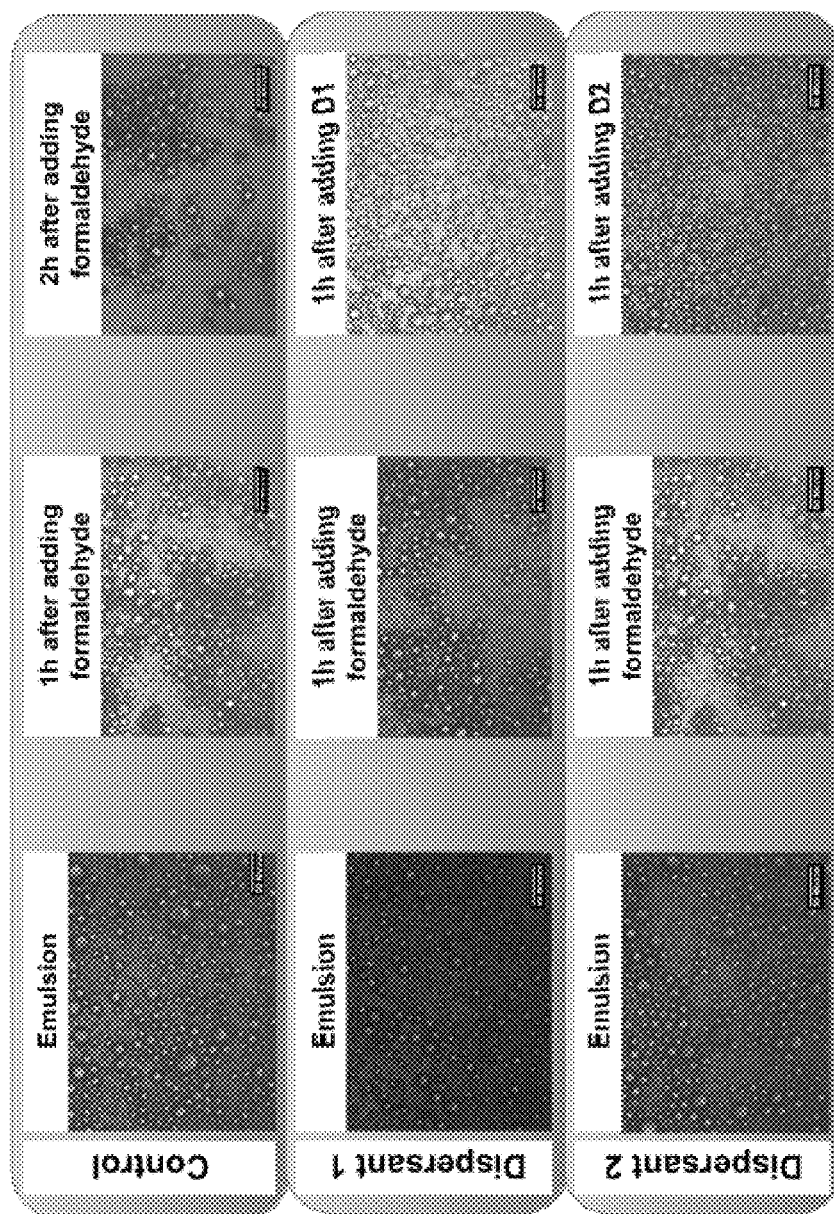 Control
Emulsion
1h after adding
formaldehyde
2h after adding
formaldehyde
Dispersant 1
Emulsion
1h after adding
formaldehyde
1h after adding D1
Dispersant 2
Emulsion
1h after adding
formaldehyde
1h after adding D2